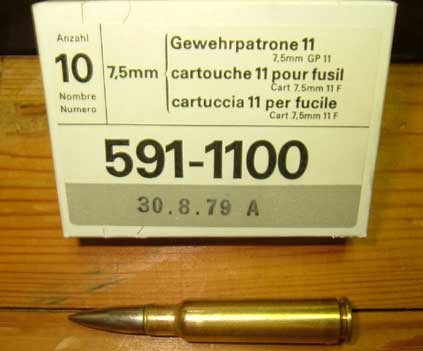 Anzahl
10
Nombre
Numero
7,5mm
Gewehrpatrone 11
7,5mm GP 11
cartouche 11 pour fusil
Cart 7,5mm 11 F
cartuccia 11 per fucile
Cart 7,5mm 11 F
591-1100
30.8.79 A